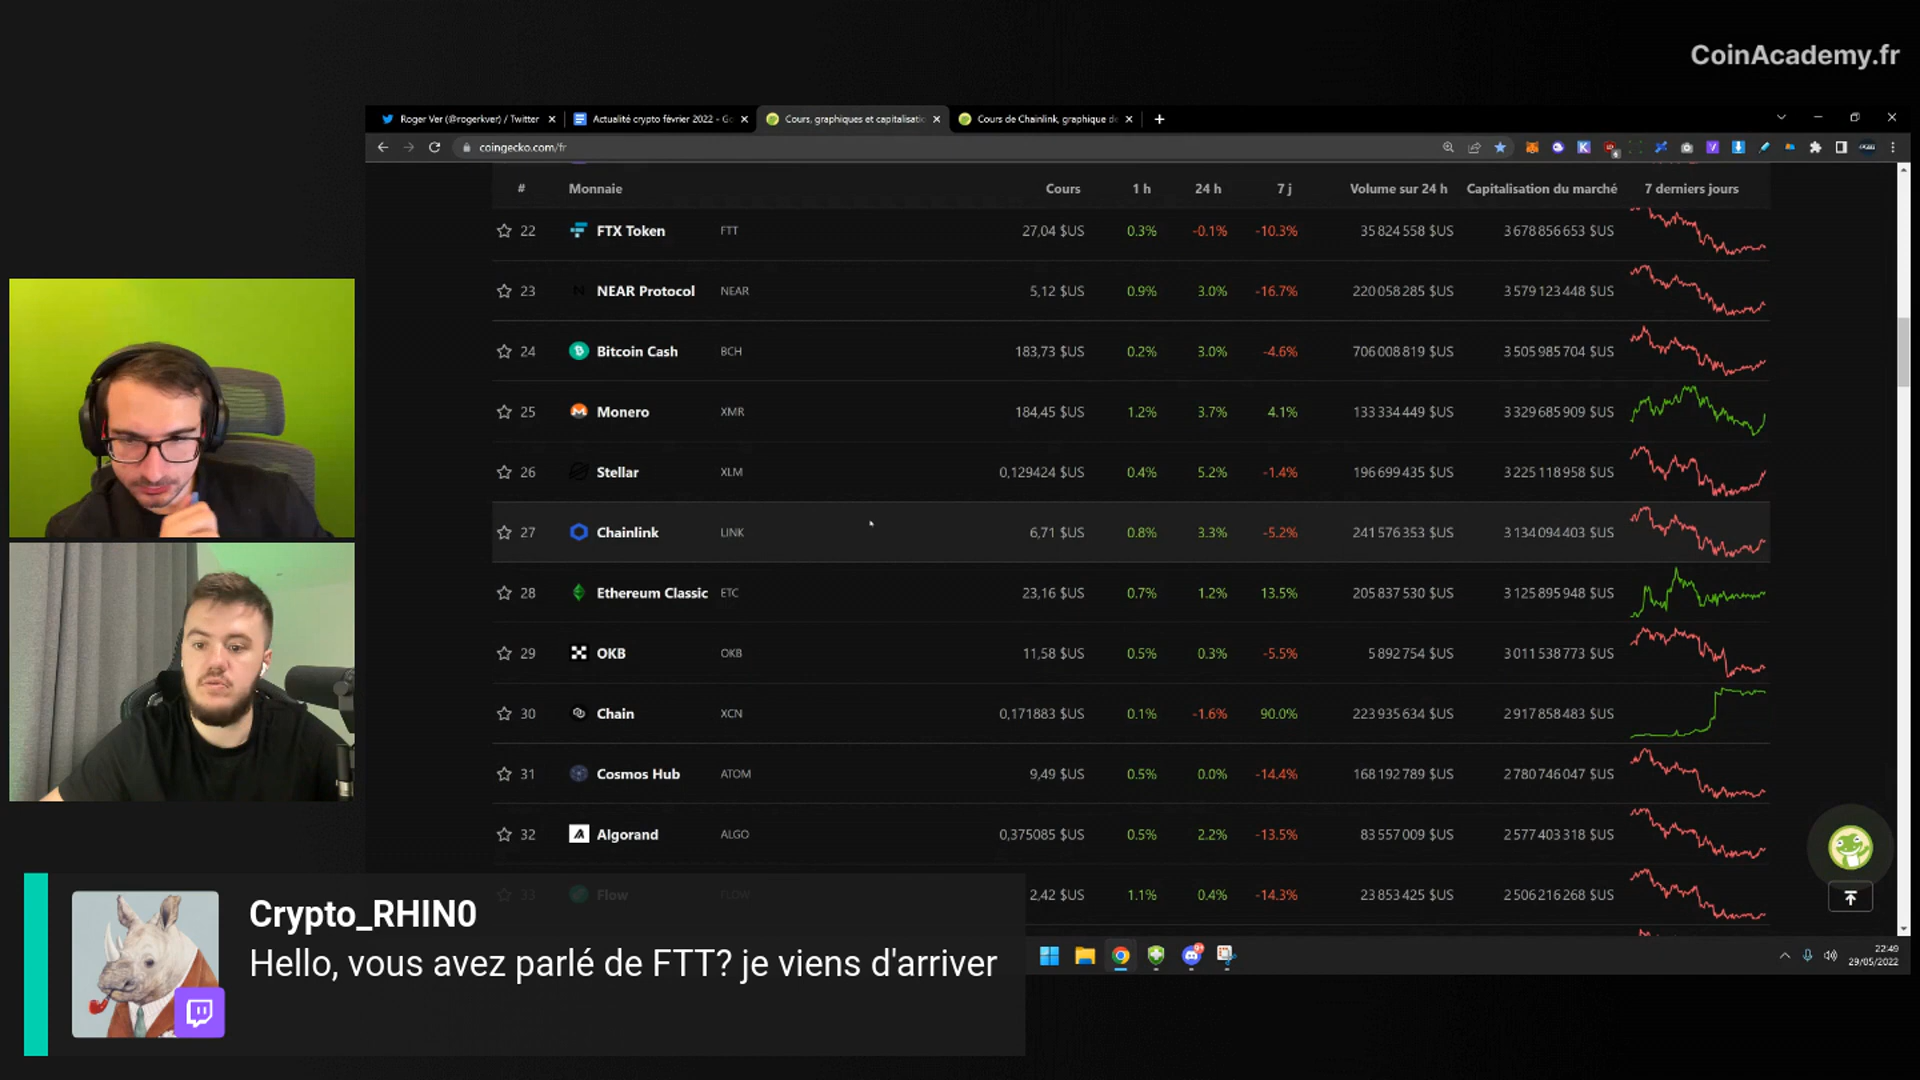 CoinAcademy.fr
Roger Ver (@rogerkver) / Twitter
Actualité crypto février 2022 - Go
Cours, graphiques et capitalisati
Cours de Chainlink, graphique de
coingecko.com/fr
# Monnaie Cours 1 h 24 h 7 j Volume sur 24 h Capitalisation du marché 7 derniers jours
22 FTX Token FTT 27,04 $US 0.3% -0.1% -10.3% 35 824 558 $US 3 678 856 653 $US
23 NEAR Protocol NEAR 5,12 $US 0.9% 3.0% -16.7% 220 058 285 $US 3 579 123 448 $US
24 Bitcoin Cash BCH 183,73 $US 0.2% 3.0% -4.6% 706 008 819 $US 3 505 985 704 $US
25 Monero XMR 184,45 $US 1.2% 3.7% 4.1% 133 334 449 $US 3 329 685 909 $US
26 Stellar XLM 0,129424 $US 0.4% 5.2% -1.4% 196 699 435 $US 3 225 118 958 $US
27 Chainlink LINK 6,71 $US 0.8% 3.3% -5.2% 241 576 353 $US 3 134 094 403 $US
28 Ethereum Classic ETC 23,16 $US 0.7% 1.2% 13.5% 205 837 530 $US 3 125 895 948 $US
29 OKB OKB 11,58 $US 0.5% 0.3% -5.5% 5 892 754 $US 3 011 538 773 $US
30 Chain XCN 0,171883 $US 0.1% -1.6% 90.0% 223 935 634 $US 2 917 858 483 $US
31 Cosmos Hub ATOM 9,49 $US 0.5% 0.0% -14.4% 168 192 789 $US 2 780 746 047 $US
32 Algorand ALGO 0,375085 $US 0.5% 2.2% -13.5% 83 557 009 $US 2 577 403 318 $US
33 Flow FLOW 2,42 $US 1.1% 0.4% -14.3% 23 853 425 $US 2 506 216 268 $US
Crypto_RHIN0
Hello, vous avez parlé de FTT? je viens d'arriver
22:49
29/05/2022